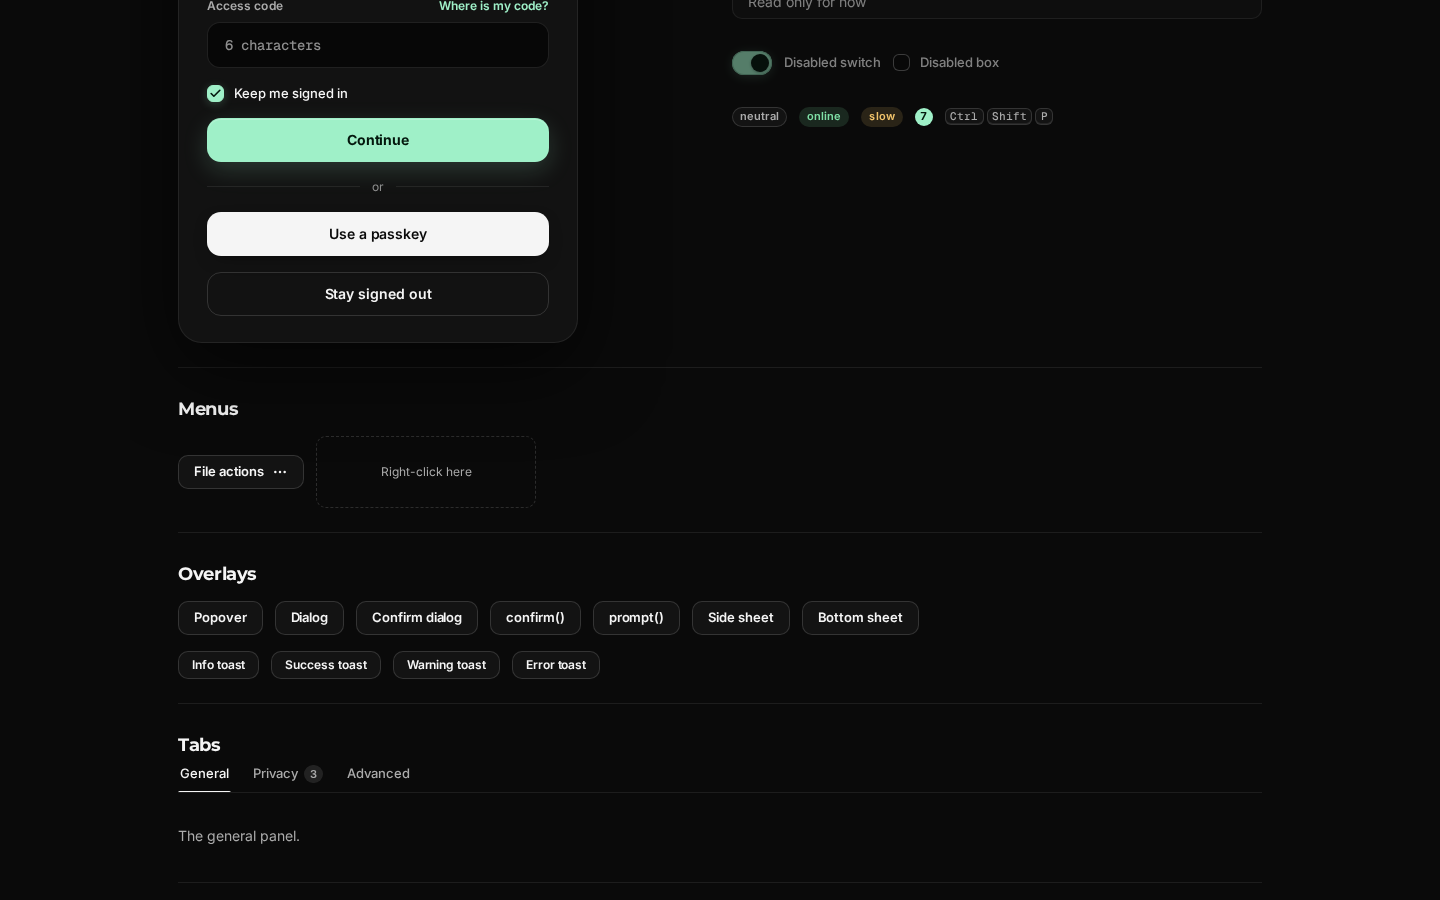 Access code
Where is my code?
6 characters
Keep me signed in
Continue
or
Use a passkey
Stay signed out
Read only for now
Disabled switch
Disabled box
neutral
online
slow
7
Ctrl Shift P
Menus
File actions ···
Right-click here
Overlays
Popover
Dialog
Confirm dialog
confirm()
prompt()
Side sheet
Bottom sheet
Info toast
Success toast
Warning toast
Error toast
Tabs
General
Privacy 3
Advanced
The general panel.